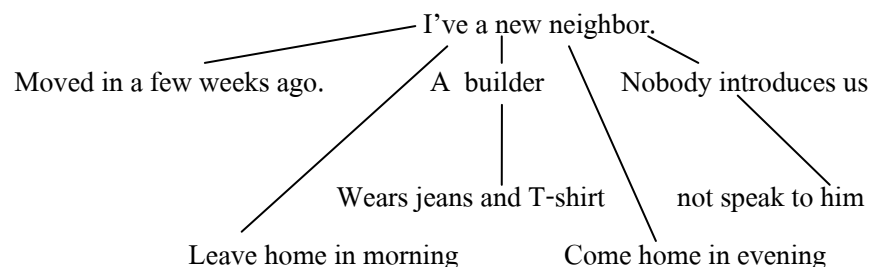 I’ve a new neighbor.
Moved in a few weeks ago.
A builder
Nobody introduces us
Wears jeans and T-shirt
not speak to him
Leave home in morning
Come home in evening